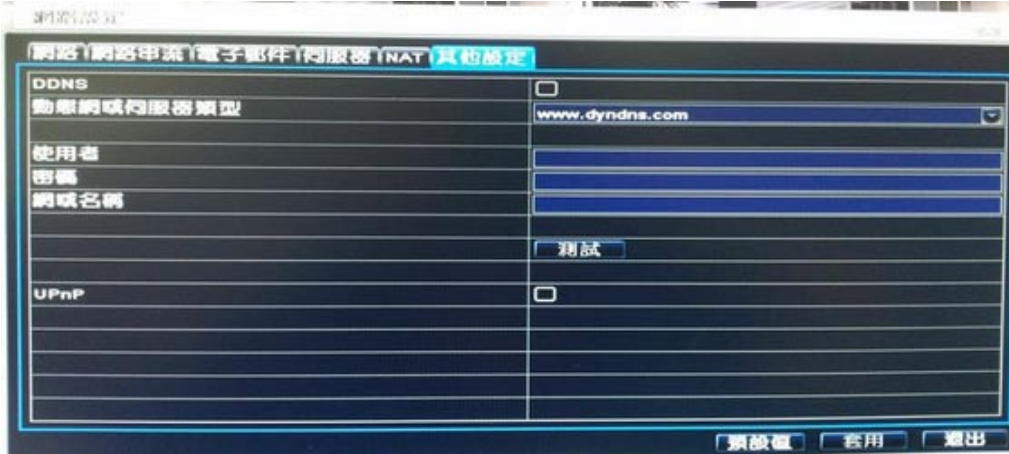 網路 網路串流 電子郵件 伺服器 NAT 其他設定
DDNS
動態網域伺服器類型 www.dyndns.com
使用者
密碼
網域名稱
測試
UPnP
預設值 套用 退出